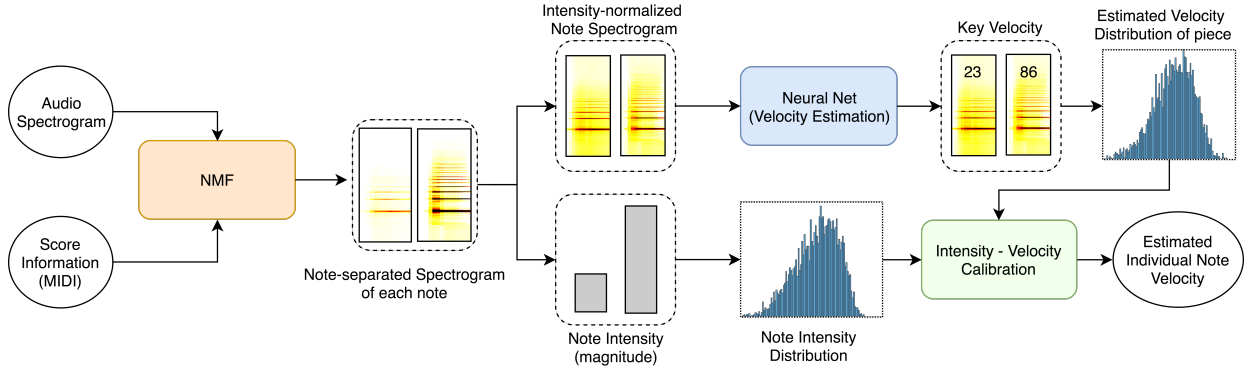 Audio
Spectrogram
Score
Information
(MIDI)
NMF
Note-separated Spectrogram
of each note
Intensity-normalized
Note Spectrogram
Neural Net
(Velocity Estimation)
Key Velocity
23
86
Estimated Velocity
Distribution of piece
Note Intensity
(magnitude)
Note Intensity
Distribution
Intensity - Velocity
Calibration
Estimated
Individual Note
Velocity